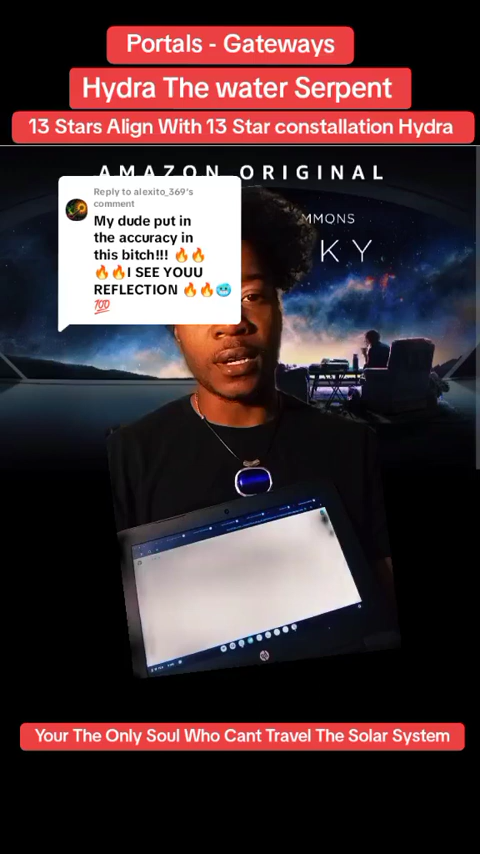 Portals - Gateways
Hydra The water Serpent
13 Stars Align With 13 Star constallation Hydra
AMAZON ORIGINAL
Reply to alexito_369's
comment
My dude put in
the accuracy in
this bitch!!! 🔥🔥
🔥🔥I SEE YOUU
REFLECTION 🔥🔥🥶
💯
MMONS
KY
Your The Only Soul Who Cant Travel The Solar System